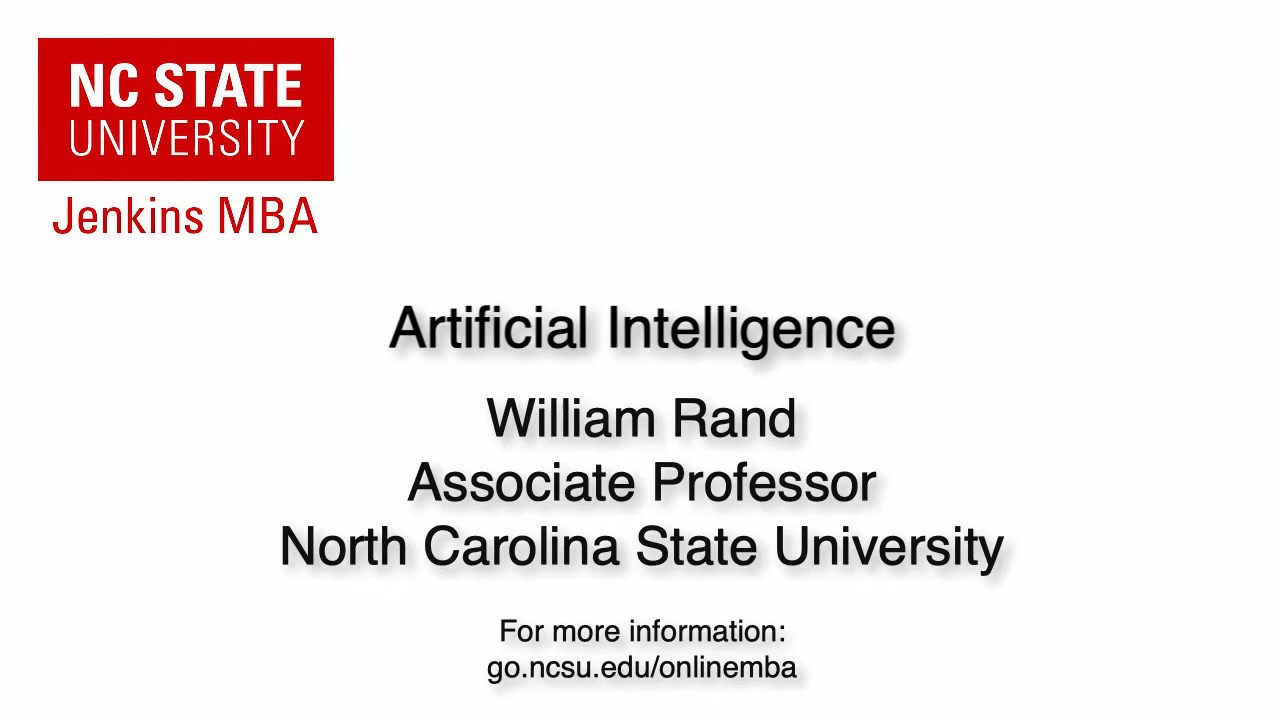 NC STATE
UNIVERSITY
Jenkins MBA
Artificial Intelligence
William Rand
Associate Professor
North Carolina State University
For more information:
go.ncsu.edu/onlinemba